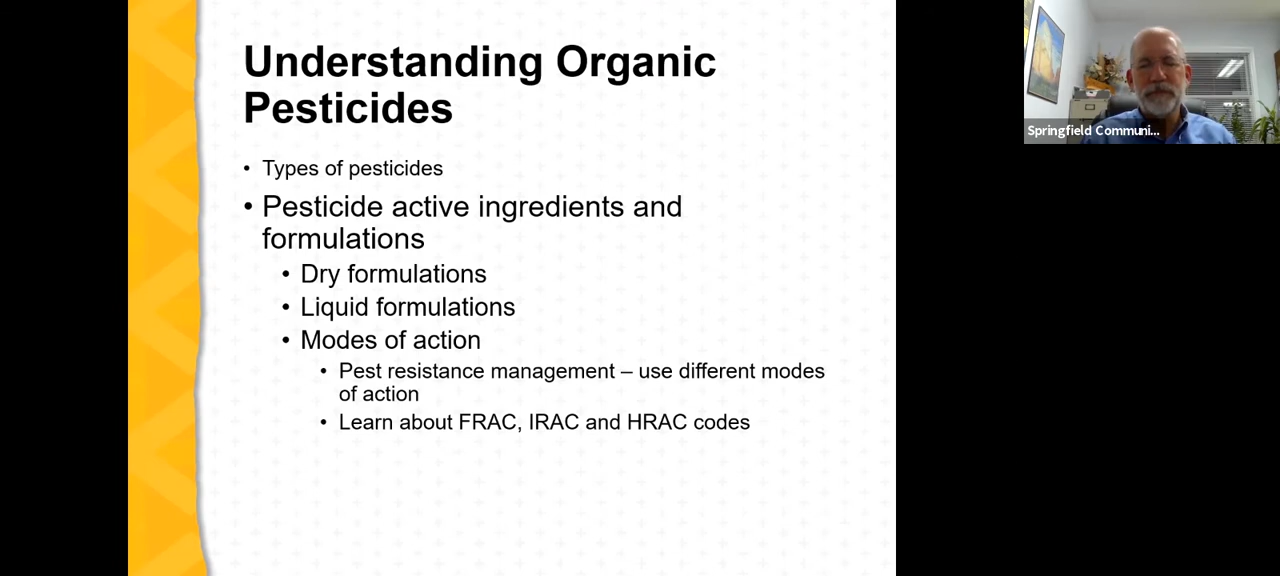 Understanding Organic
Pesticides
• Types of pesticides
• Pesticide active ingredients and
formulations
• Dry formulations
• Liquid formulations
• Modes of action
• Pest resistance management – use different modes
of action
• Learn about FRAC, IRAC and HRAC codes
Springfield Communi...